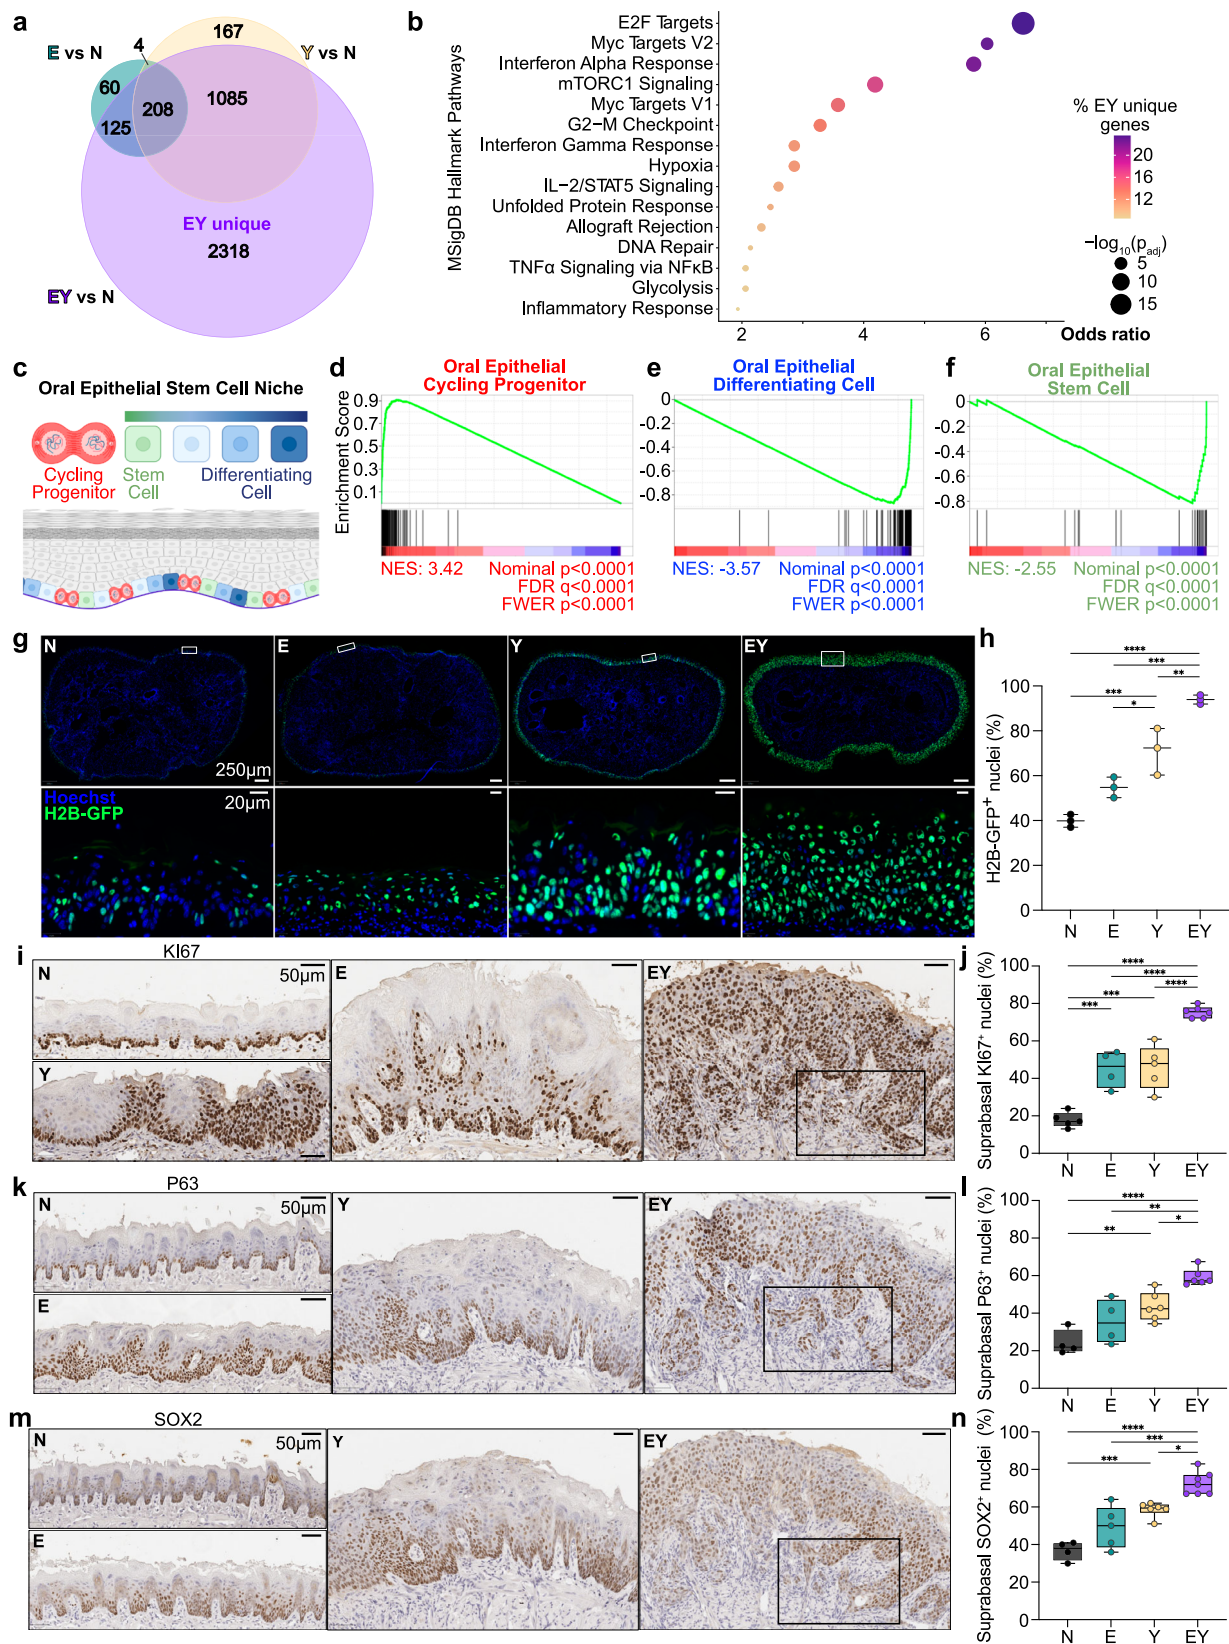 a
E vs N
4
167
Y vs N
60
208
1085
125
EY unique
2318
EY vs N
b
MSigDB Hallmark Pathways
E2F Targets
Myc Targets V2
Interferon Alpha Response
mTORC1 Signaling
Myc Targets V1
G2−M Checkpoint
Interferon Gamma Response
Hypoxia
IL−2/STAT5 Signaling
Unfolded Protein Response
Allograft Rejection
DNA Repair
TNFα Signaling via NFκB
Glycolysis
Inflammatory Response
2 4 6
Odds ratio
% EY unique
genes
20
16
12
−log10(padj)
5
10
15
c
Oral Epithelial Stem Cell Niche
Cycling
Progenitor
Stem
Cell
Differentiating
Cell
d
Oral Epithelial
Cycling Progenitor
Enrichment Score
0.9
0.7
0.5
0.3
0.1
NES: 3.42
Nominal p<0.0001
FDR q<0.0001
FWER p<0.0001
e
Oral Epithelial
Differentiating Cell
0
-0.2
-0.4
-0.6
-0.8
NES: -3.57
Nominal p<0.0001
FDR q<0.0001
FWER p<0.0001
f
Oral Epithelial
Stem Cell
0
-0.2
-0.4
-0.6
-0.8
NES: -2.55
Nominal p<0.0001
FDR q<0.0001
FWER p<0.0001
g
N
E
Y
EY
250µm
Hoechst
H2B-GFP
20µm
h
H2B-GFP+ nuclei (%)
****
***
**
***
*
100
80
60
40
20
0
N E Y EY
i
KI67
N
50µm
Y
E
EY
j
Suprabasal KI67+ nuclei (%)
****
****
****
***
***
100
80
60
40
20
0
N E Y EY
k
P63
N
50µm
E
Y
EY
l
Suprabasal P63+ nuclei (%)
****
**
*
**
100
80
60
40
20
0
N E Y EY
m
SOX2
N
50µm
E
Y
EY
n
Suprabasal SOX2+ nuclei (%)
****
***
*
***
100
80
60
40
20
0
N E Y EY